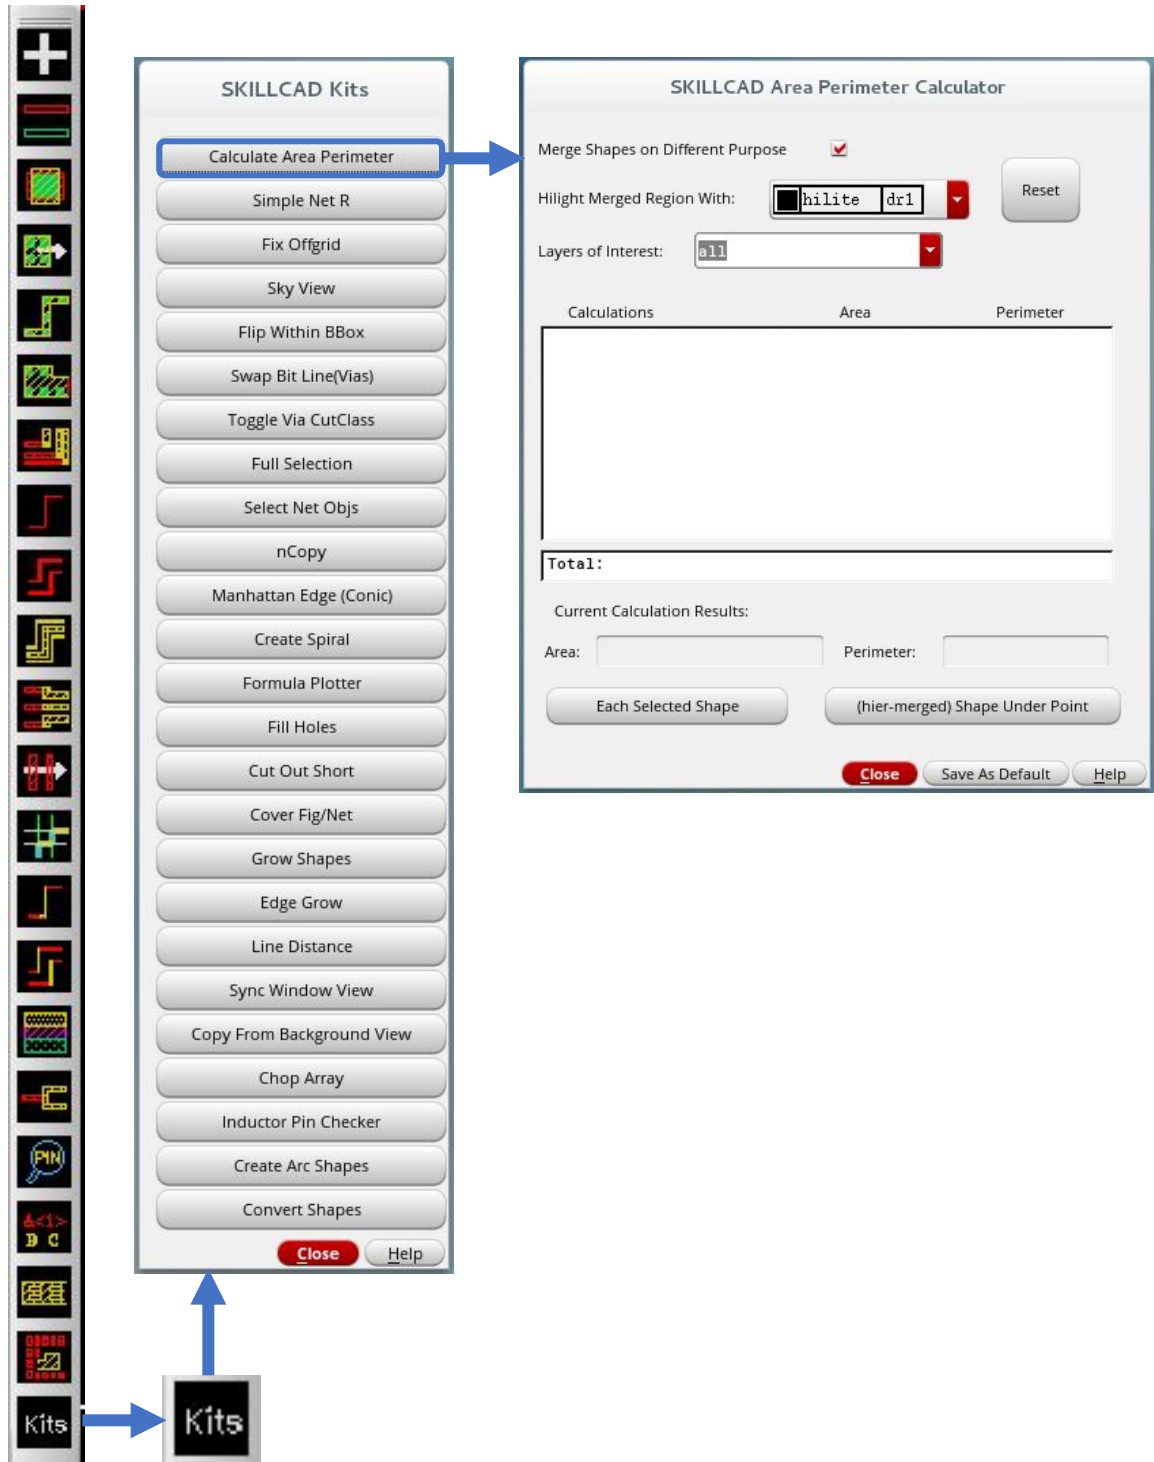 SKILLCAD Kits
Calculate Area Perimeter
Simple Net R
Fix Offgrid
Sky View
Flip Within BBox
Swap Bit Line(Vias)
Toggle Via CutClass
Full Selection
Select Net Objs
nCopy
Manhattan Edge (Conic)
Create Spiral
Formula Plotter
Fill Holes
Cut Out Short
Cover Fig/Net
Grow Shapes
Edge Grow
Line Distance
Sync Window View
Copy From Background View
Chop Array
Inductor Pin Checker
Create Arc Shapes
Convert Shapes
Close Help
SKILLCAD Area Perimeter Calculator
Merge Shapes on Different Purpose
Hilight Merged Region With: hilite dr1
Reset
Layers of Interest: all
Calculations Area Perimeter
Total:
Current Calculation Results:
Area: Perimeter:
Each Selected Shape (hier-merged) Shape Under Point
Close Save As Default Help
PIN
A<1>
B C
Kits
Kits